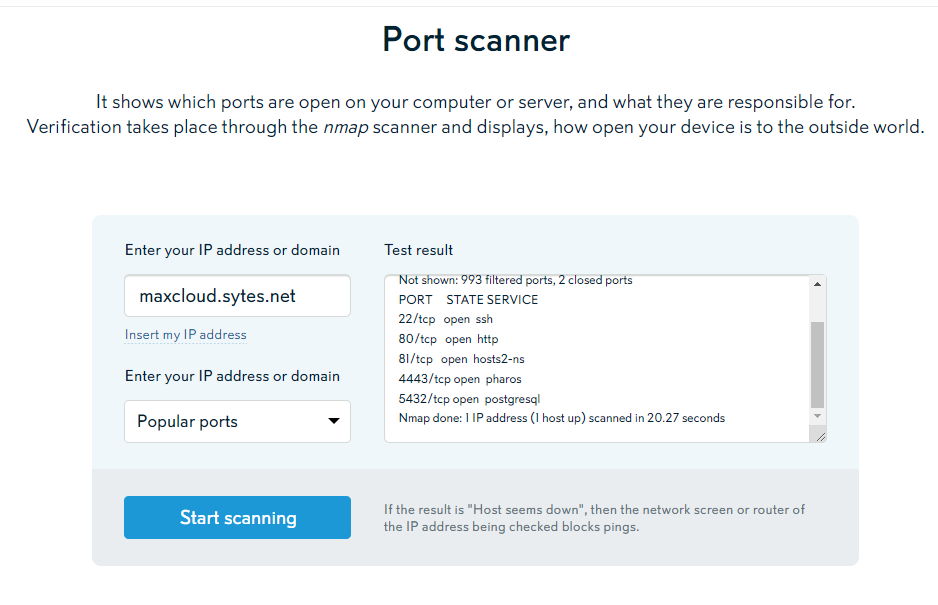 Port scanner
It shows which ports are open on your computer or server, and what they are responsible for.
Verification takes place through the nmap scanner and displays, how open your device is to the outside world.
Enter your IP address or domain
maxcloud.sytes.net
Insert my IP address
Enter your IP address or domain
Popular ports
Test result
Not shown: 993 filtered ports, 2 closed ports
PORT STATE SERVICE
22/tcp open ssh
80/tcp open http
81/tcp open hosts2-ns
4443/tcp open pharos
5432/tcp open postgresql
Nmap done: 1 IP address (1 host up) scanned in 20.27 seconds
Start scanning
If the result is "Host seems down", then the network screen or router of
the IP address being checked blocks pings.